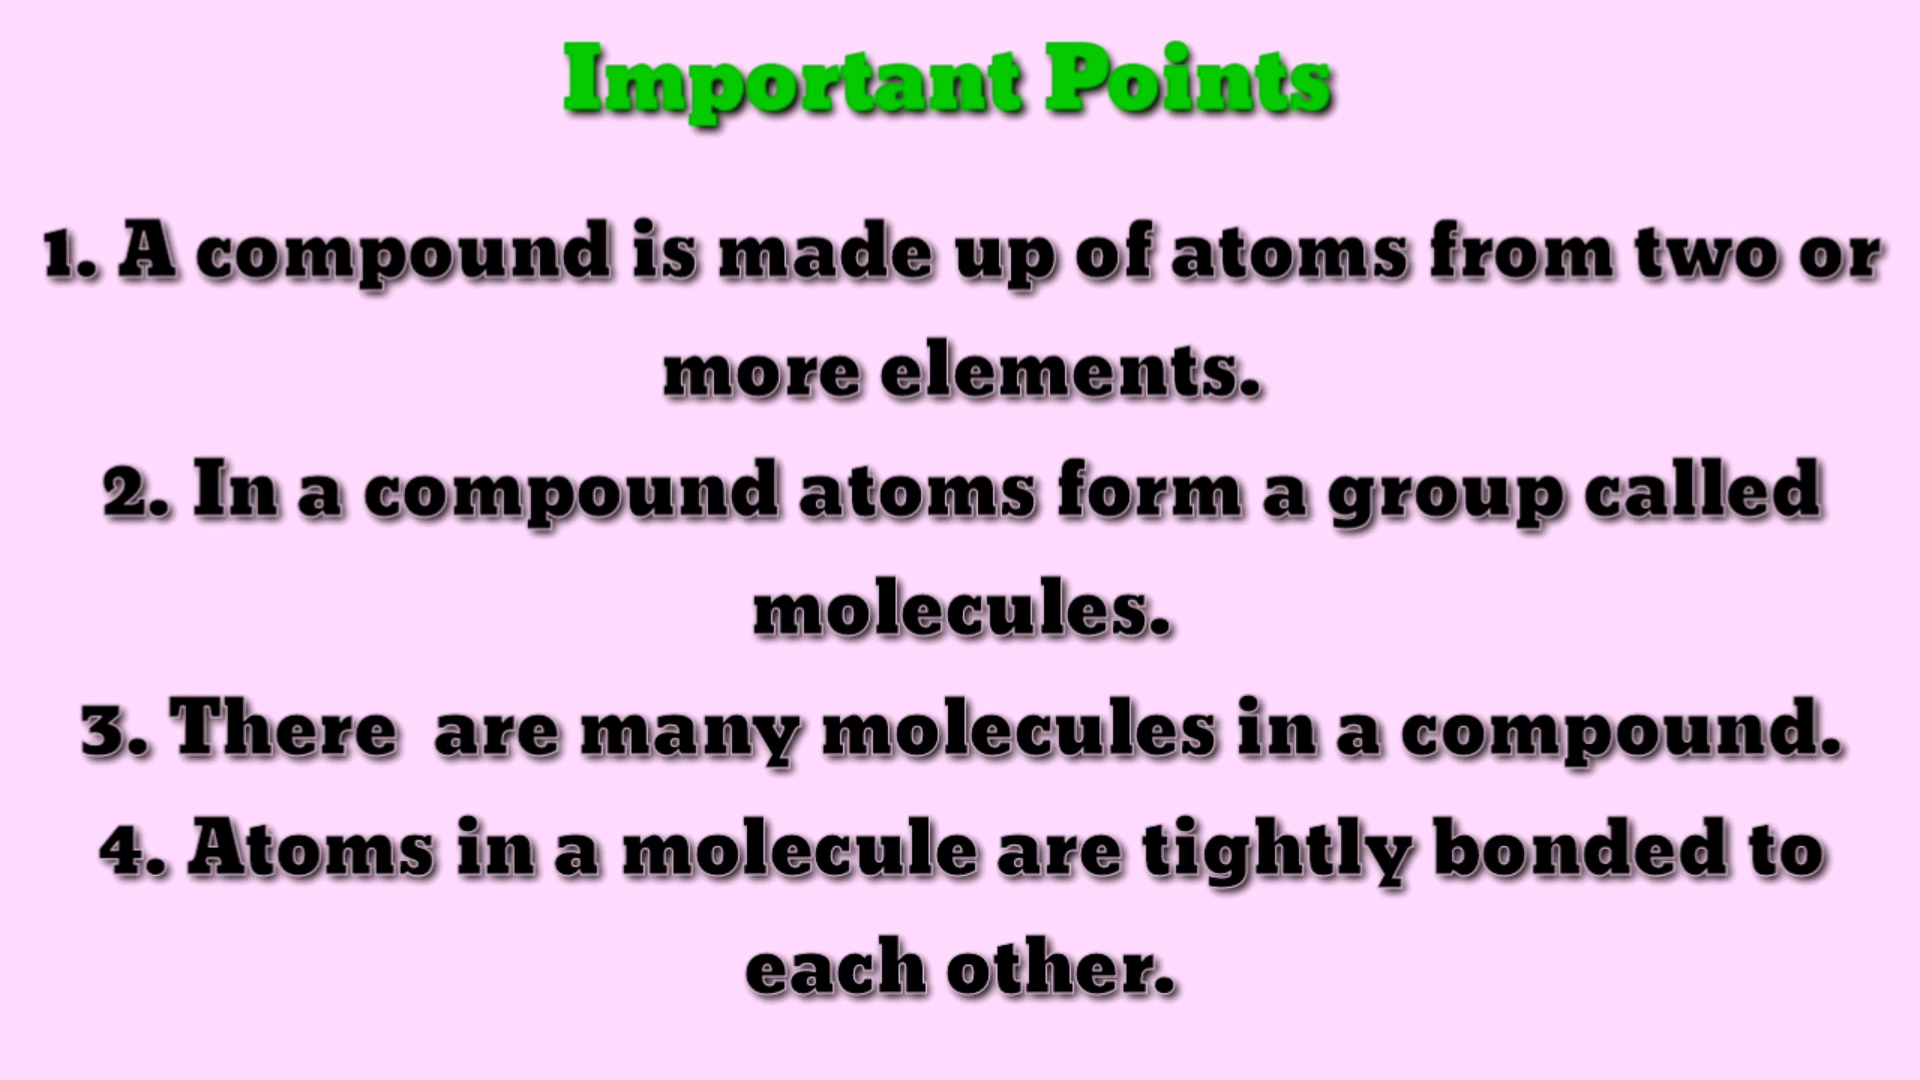 Important Points
1. A compound is made up of atoms from two or
more elements.
2. In a compound atoms form a group called
molecules.
3. There  are many molecules in a compound.
4. Atoms in a molecule are tightly bonded to
each other.